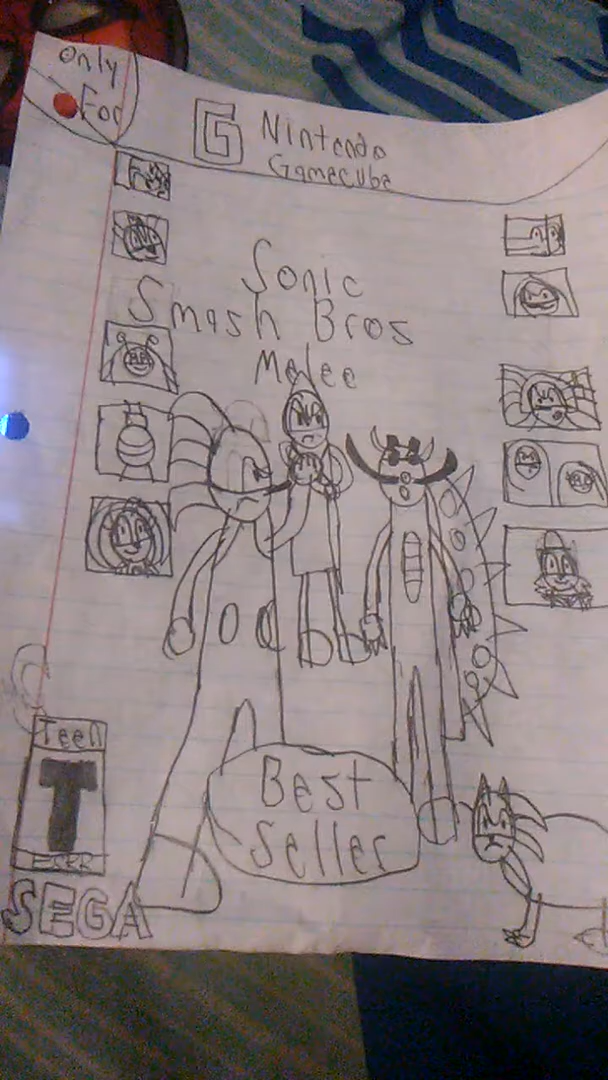 Only
For
G Nintendo
Gamecube
Sonic
Smash Bros
Melee
Best
Seller
Teen
T
ESRB
SEGA